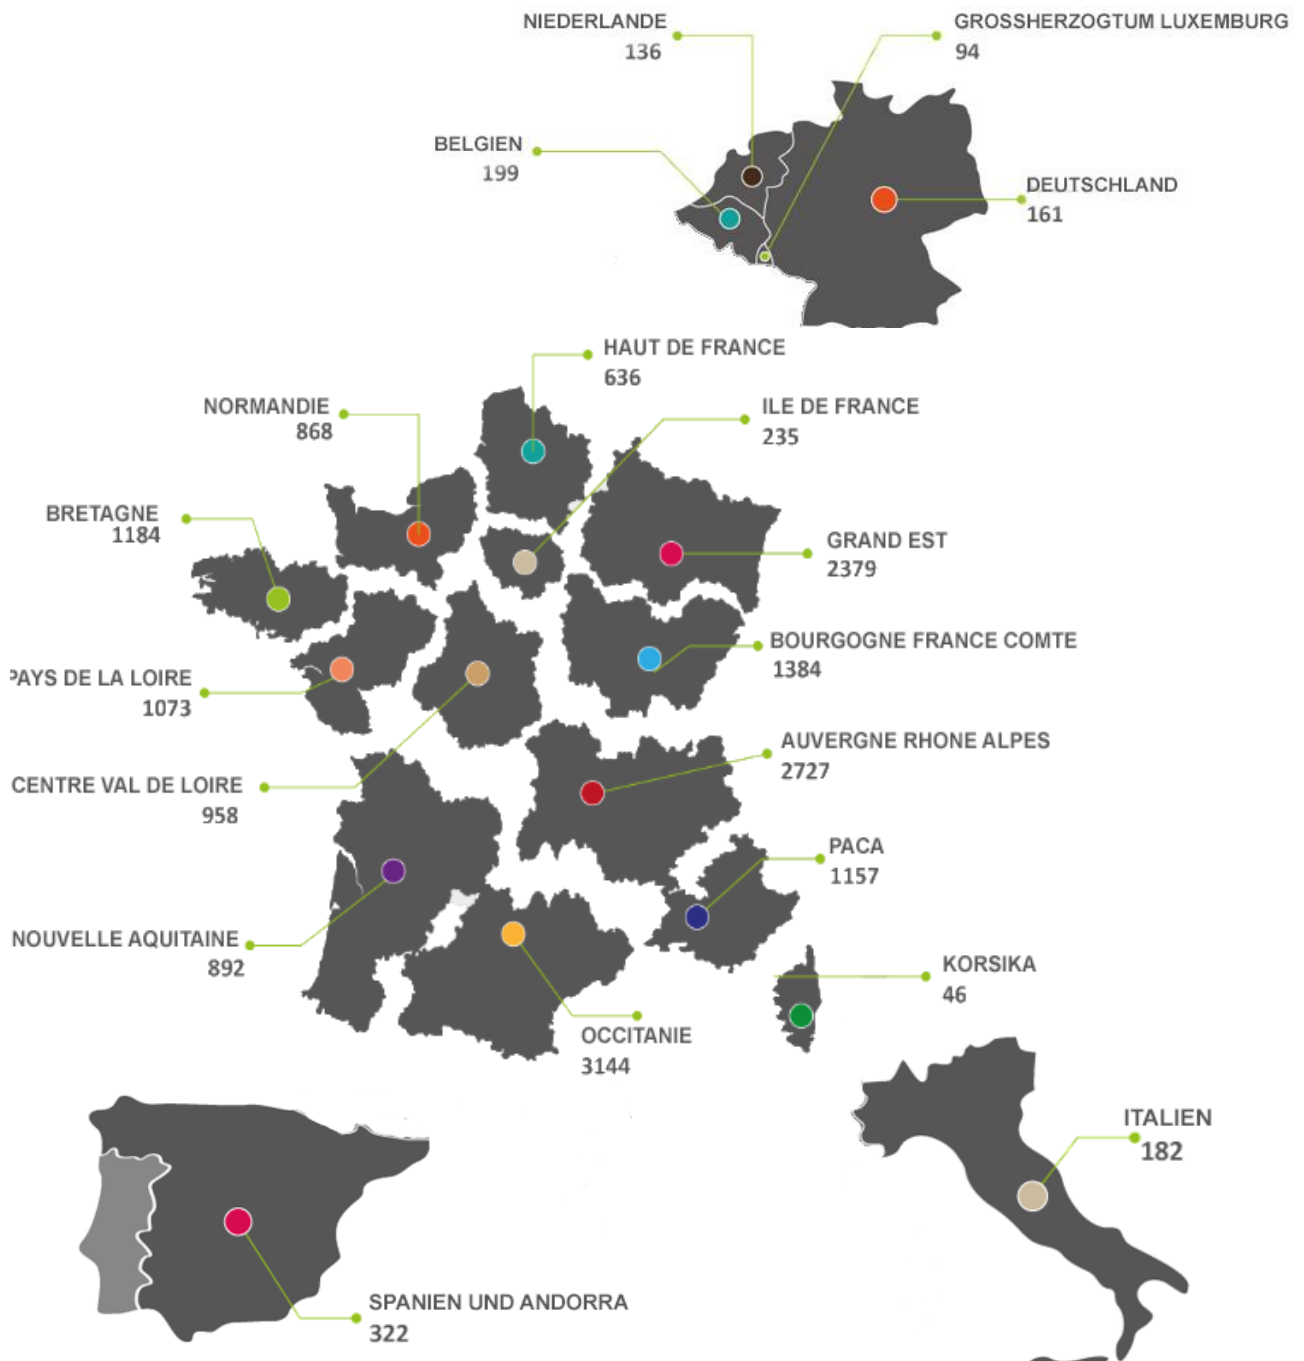 NIEDERLANDE
136
GROSSHERZOGTUM LUXEMBURG
94
BELGIEN
199
DEUTSCHLAND
161
HAUT DE FRANCE
636
NORMANDIE
868
ILE DE FRANCE
235
BRETAGNE
1184
GRAND EST
2379
BOURGOGNE FRANCE COMTE
1384
PAYS DE LA LOIRE
1073
AUVERGNE RHONE ALPES
2727
CENTRE VAL DE LOIRE
958
PACA
1157
NOUVELLE AQUITAINE
892
KORSIKA
46
OCCITANIE
3144
ITALIEN
182
SPANIEN UND ANDORRA
322